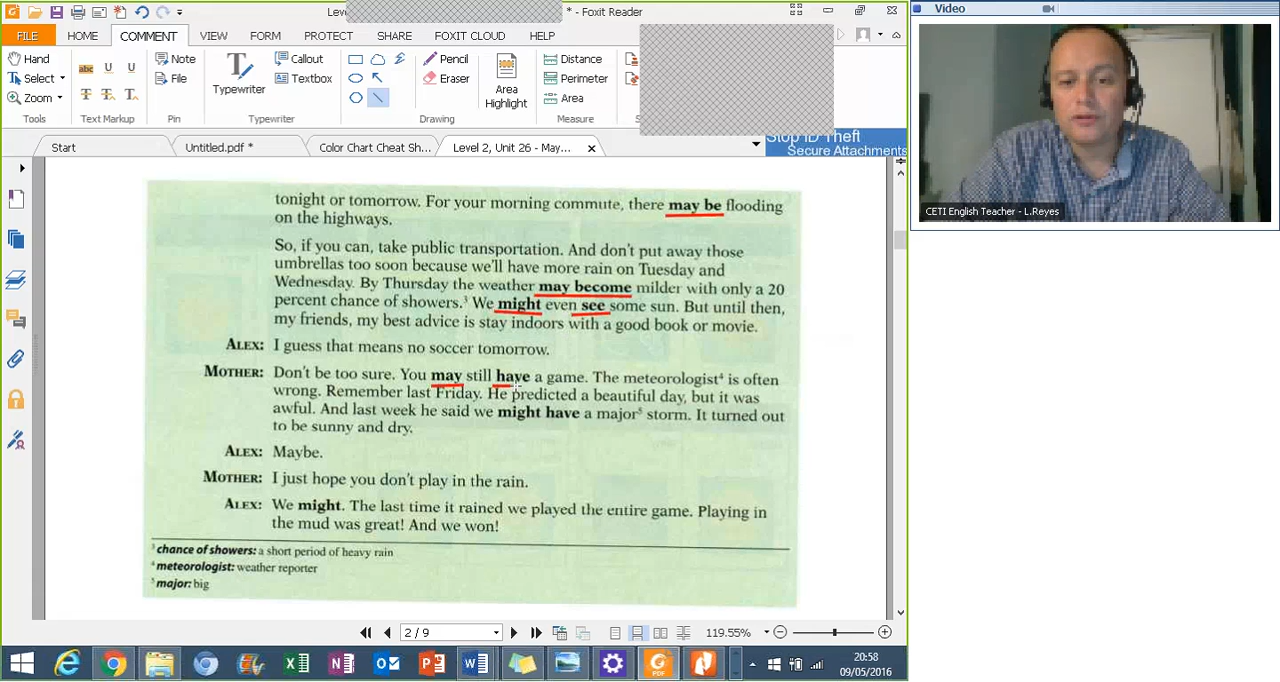 Leve
* - Foxit Reader
Video
FILE HOME COMMENT VIEW FORM PROTECT SHARE FOXIT CLOUD HELP
Hand
Select
Zoom
Tools
abc U U
T T T
Text Markup
Note
File
Pin
Typewriter
Callout
Textbox
Typewriter
Pencil
Eraser
Drawing
Area
Highlight
Distance
Perimeter
Area
Measure
Start
Untitled.pdf *
Color Chart Cheat Sh...
Level 2, Unit 26 - May...
Stop ID Theft
Secure Attachments
CETI English Teacher - L.Reyes
tonight or tomorrow. For your morning commute, there may be flooding
on the highways.
So, if you can, take public transportation. And don't put away those
umbrellas too soon because we'll have more rain on Tuesday and
Wednesday. By Thursday the weather may become milder with only a 20
percent chance of showers.³ We might even see some sun. But until then,
my friends, my best advice is stay indoors with a good book or movie.
ALEX: I guess that means no soccer tomorrow.
MOTHER: Don't be too sure. You may still have a game. The meteorologist⁴ is often
wrong. Remember last Friday. He predicted a beautiful day, but it was
awful. And last week he said we might have a major⁵ storm. It turned out
to be sunny and dry.
ALEX: Maybe.
MOTHER: I just hope you don't play in the rain.
ALEX: We might. The last time it rained we played the entire game. Playing in
the mud was great! And we won!
³ chance of showers: a short period of heavy rain
⁴ meteorologist: weather reporter
⁵ major: big
2 / 9
119.55%
20:58
09/05/2016